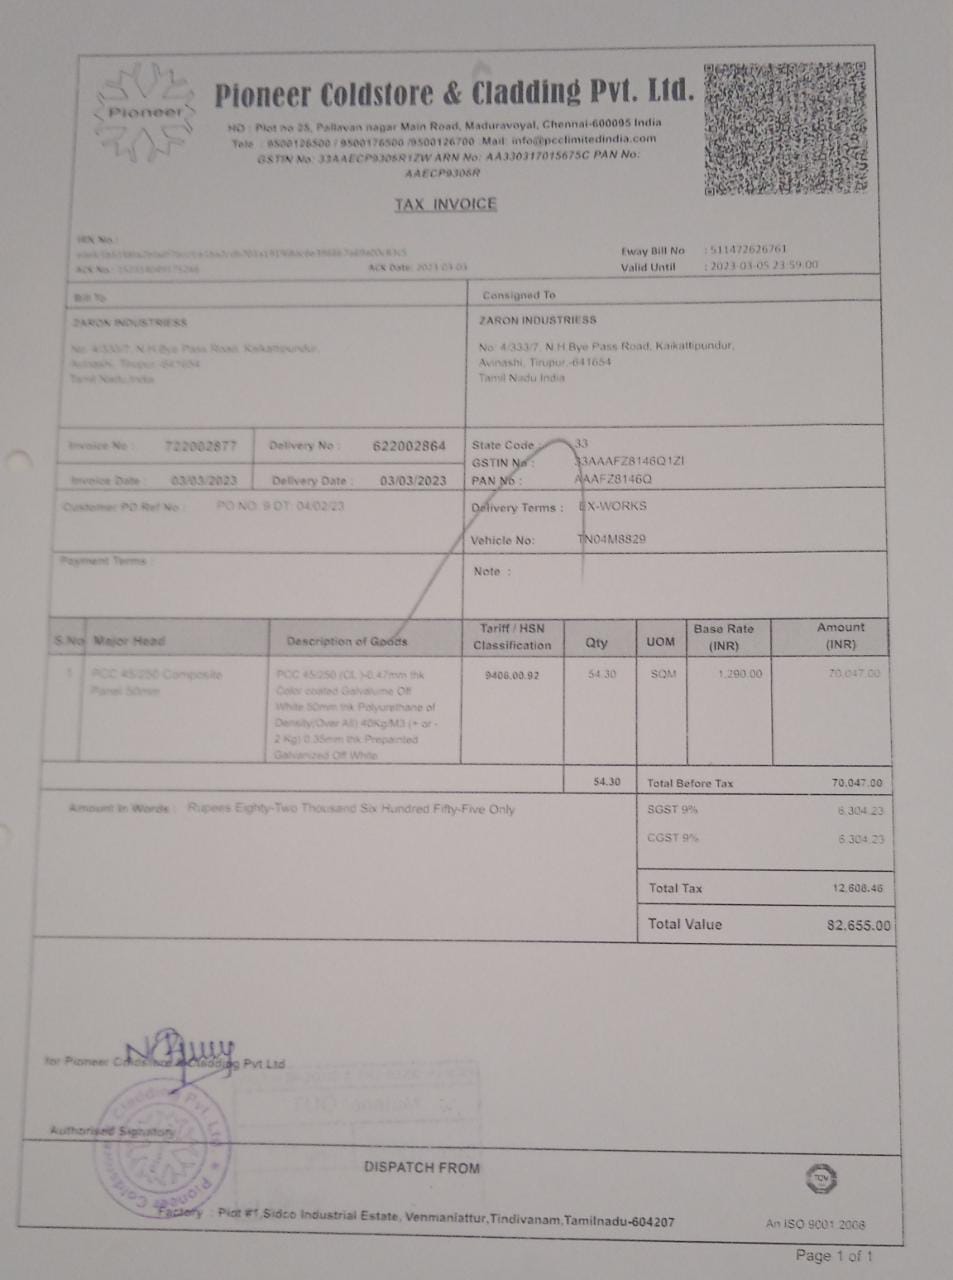 Pioneer
Pioneer Coldstore & Cladding Pvt. Ltd.
HO : Plot no 25, Pallavan nagar Main Road, Maduravoyal, Chennai-600095 India
Tele : 9500126500 / 9500176500 /9500126700 .Mail: info@pcclimitedindia.com
GSTIN No: 33AAECP9306R1ZW ARN No: AA330317015675C PAN No:
AAECP9306R
TAX INVOICE
IRN No.:
ACK No.: ACK Date: 2023-03-03
Eway Bill No : 511472626761
Valid Until : 2023-03-05 23:59:00
Bill To
ZARON INDUSTRIESS
No: 4/333/7, N.H.Bye Pass Road, Kaikattipundur,
Avinashi, Tirupur,-641654
Tamil Nadu India
Consigned To
ZARON INDUSTRIESS
No: 4/333/7, N.H.Bye Pass Road, Kaikattipundur,
Avinashi, Tirupur,-641654
Tamil Nadu India
Invoice No : 722002877 Delivery No : 622002864
Invoice Date : 03/03/2023 Delivery Date : 03/03/2023
State Code : 33
GSTIN No : 33AAAFZ8146Q1ZI
PAN No : AAAFZ8146Q
Customer PO Ref No : PO NO: 9 DT: 04/02/23
Delivery Terms : EX-WORKS
Vehicle No: TN04M8829
Payment Terms :
Note :
S.No Major Head Description of Goods Tariff / HSN Classification Qty UOM Base Rate (INR) Amount (INR)
1 PCC 45/250 Composite Panel 50mm
PCC 45/250 (CL )-0.47mm thk
Color coated Galvalume Off
White 50mm thk Polyurethane of
Density(Over All) 40Kg/M3 (+ or -
2 Kg) 0.35mm thk Prepainted
Galvanized Off White
9406.00.92 54.30 SQM 1,290.00 70,047.00
54.30 Total Before Tax 70,047.00
Amount In Words : Rupees Eighty-Two Thousand Six Hundred Fifty-Five Only
SGST 9% 6,304.23
CGST 9% 6,304.23
Total Tax 12,608.46
Total Value 82,655.00
for Pioneer Coldstore & Cladding Pvt Ltd
Authorised Signatory
DISPATCH FROM
Factory : Plot #1,Sidco Industrial Estate, Venmaniattur,Tindivanam,Tamilnadu-604207
An ISO 9001:2008
Page 1 of 1